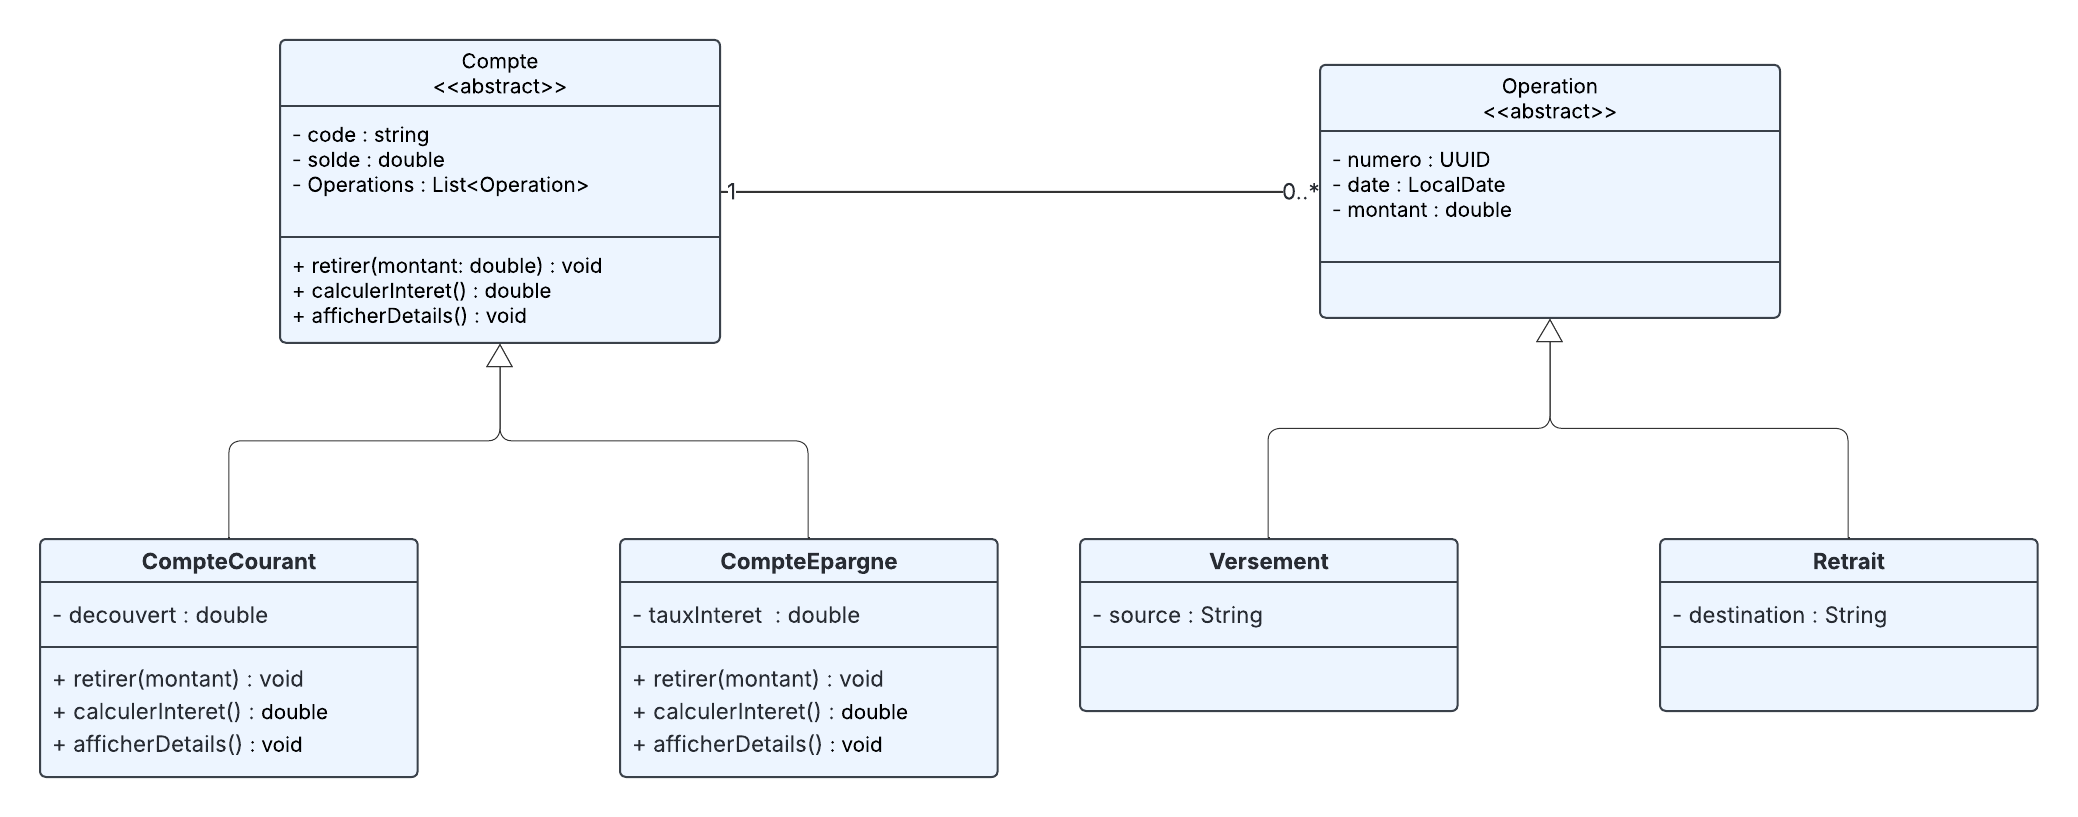 Compte
<<abstract>>
- code : string
- solde : double
- Operations : List<Operation>
+ retirer(montant: double) : void
+ calculerInteret() : double
+ afficherDetails() : void
1
0..*
Operation
<<abstract>>
- numero : UUID
- date : LocalDate
- montant : double
CompteCourant
- decouvert : double
+ retirer(montant) : void
+ calculerInteret() : double
+ afficherDetails() : void
CompteEpargne
- tauxInteret : double
+ retirer(montant) : void
+ calculerInteret() : double
+ afficherDetails() : void
Versement
- source : String
Retrait
- destination : String